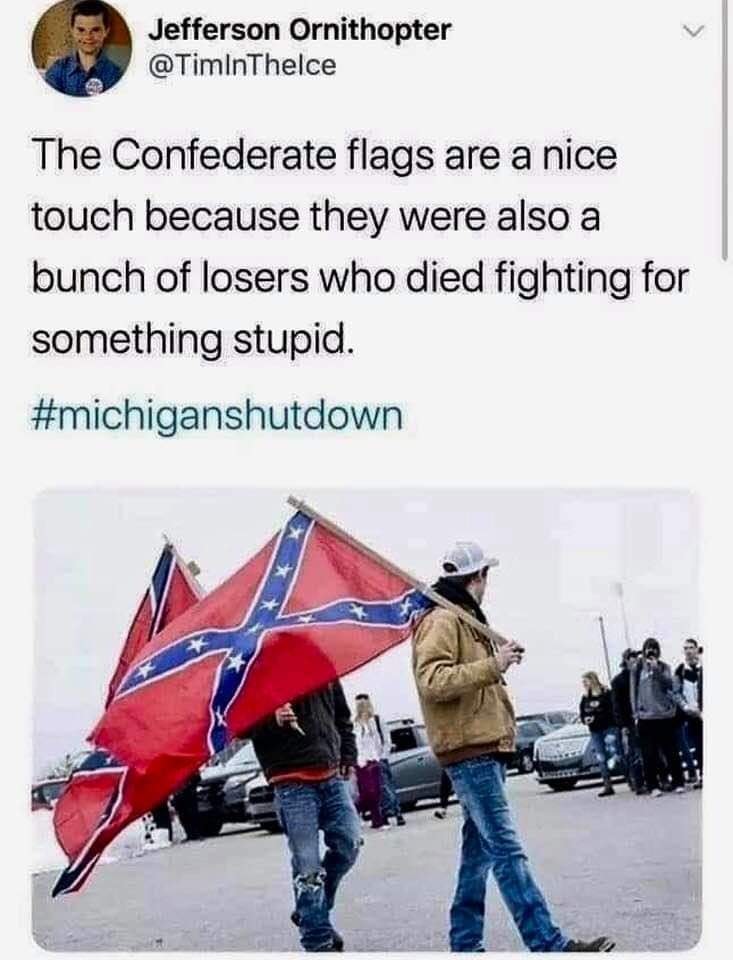 Jefferson Ornithopter
@TimInTheIce
The Confederate flags are a nice
touch because they were also a
bunch of losers who died fighting for
something stupid.
#michiganshutdown